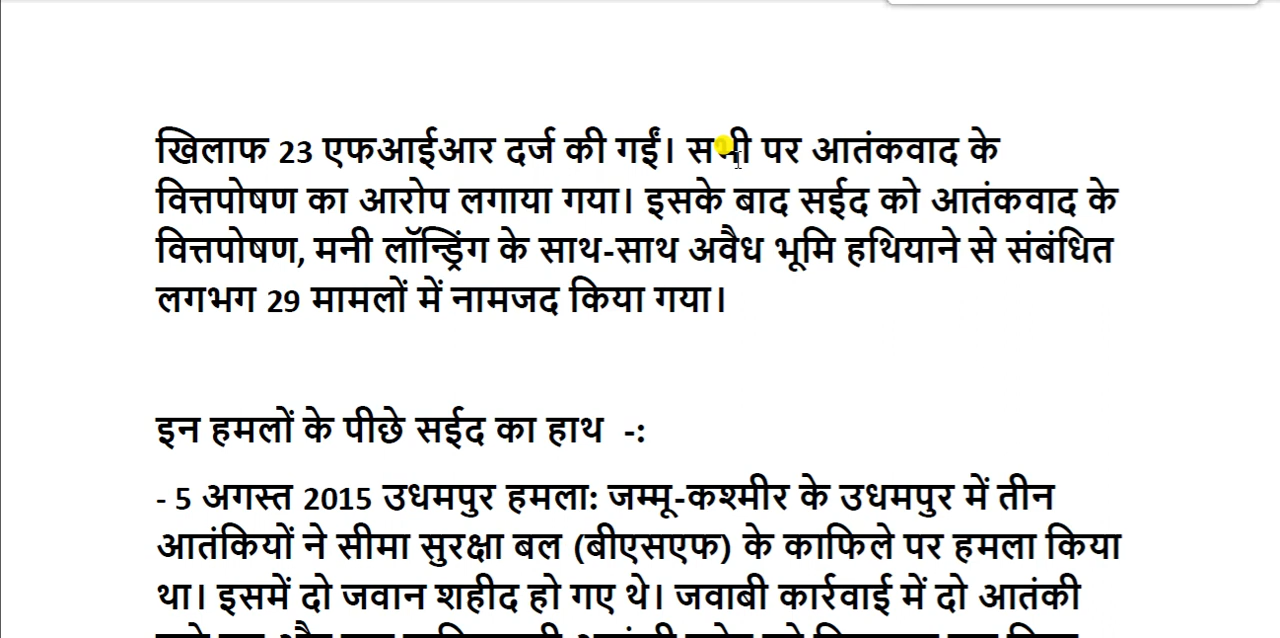 खिलाफ 23 एफआईआर दर्ज की गईं। सभी पर आतंकवाद के
वित्तपोषण का आरोप लगाया गया। इसके बाद सईद को आतंकवाद के
वित्तपोषण, मनी लॉन्ड्रिंग के साथ-साथ अवैध भूमि हथियाने से संबंधित
लगभग 29 मामलों में नामजद किया गया।
इन हमलों के पीछे सईद का हाथ -:
- 5 अगस्त 2015 उधमपुर हमला: जम्मू-कश्मीर के उधमपुर में तीन
आतंकियों ने सीमा सुरक्षा बल (बीएसएफ) के काफिले पर हमला किया
था। इसमें दो जवान शहीद हो गए थे। जवाबी कार्रवाई में दो आतंकी